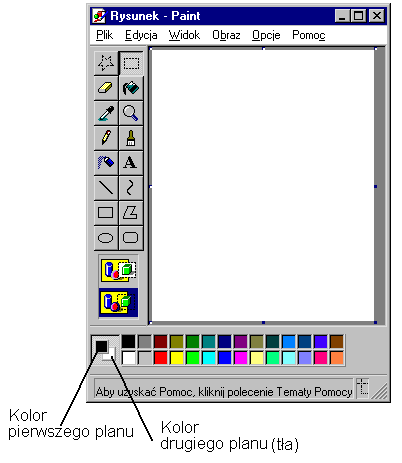 Rysunek - Paint
Plik Edycja Widok Obraz Opcje Pomoc
A
Aby uzyskać Pomoc, kliknij polecenie Tematy Pomocy
Kolor
pierwszego planu
Kolor
drugiego planu (tła)